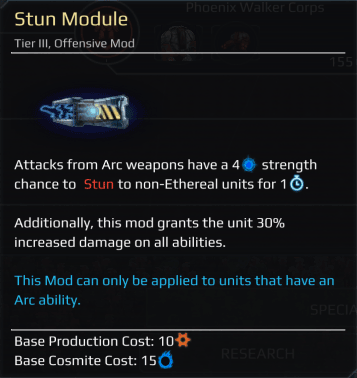 Phoenix Walker Corps
Stun Module
Tier III, Offensive Mod
155
Attacks from Arc weapons have a 4 strength
chance to Stun to non-Ethereal units for 1.
Additionally, this mod grants the unit 30%
increased damage on all abilities.
This Mod can only be applied to units that have an
Arc ability.
SPECIA
Base Production Cost: 10
Base Cosmite Cost: 15
RESEARCH